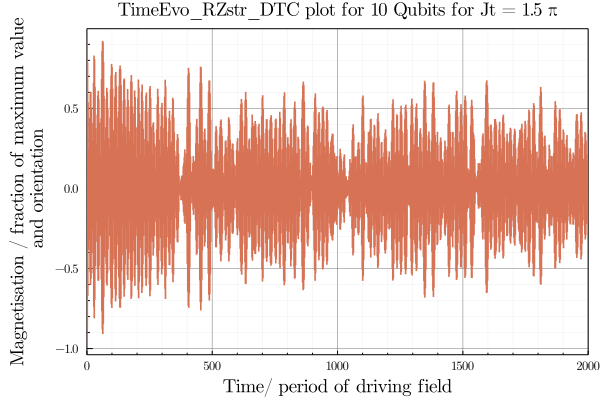 TimeEvo_RZstr_DTC plot for 10 Qubits for Jt = 1.5 π
Magnetisation / fraction of maximum value
and orientation
0.5
0.0
−0.5
−1.0
0
500
1000
1500
2000
Time/ period of driving field